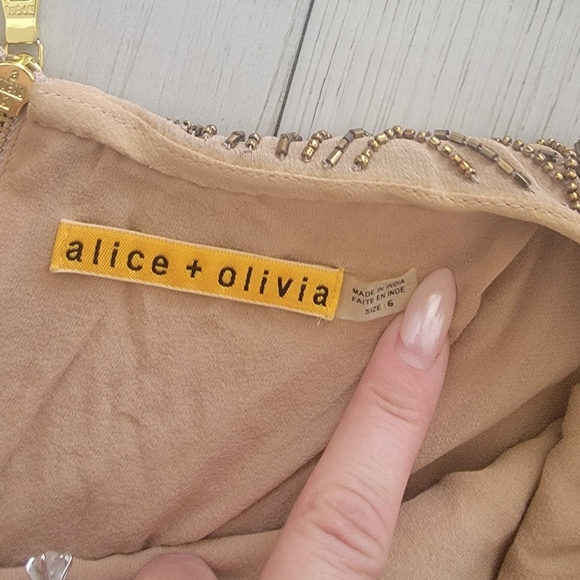 alice + olivia
MADE IN INDIA
FAITE EN INDE
SIZE : 6